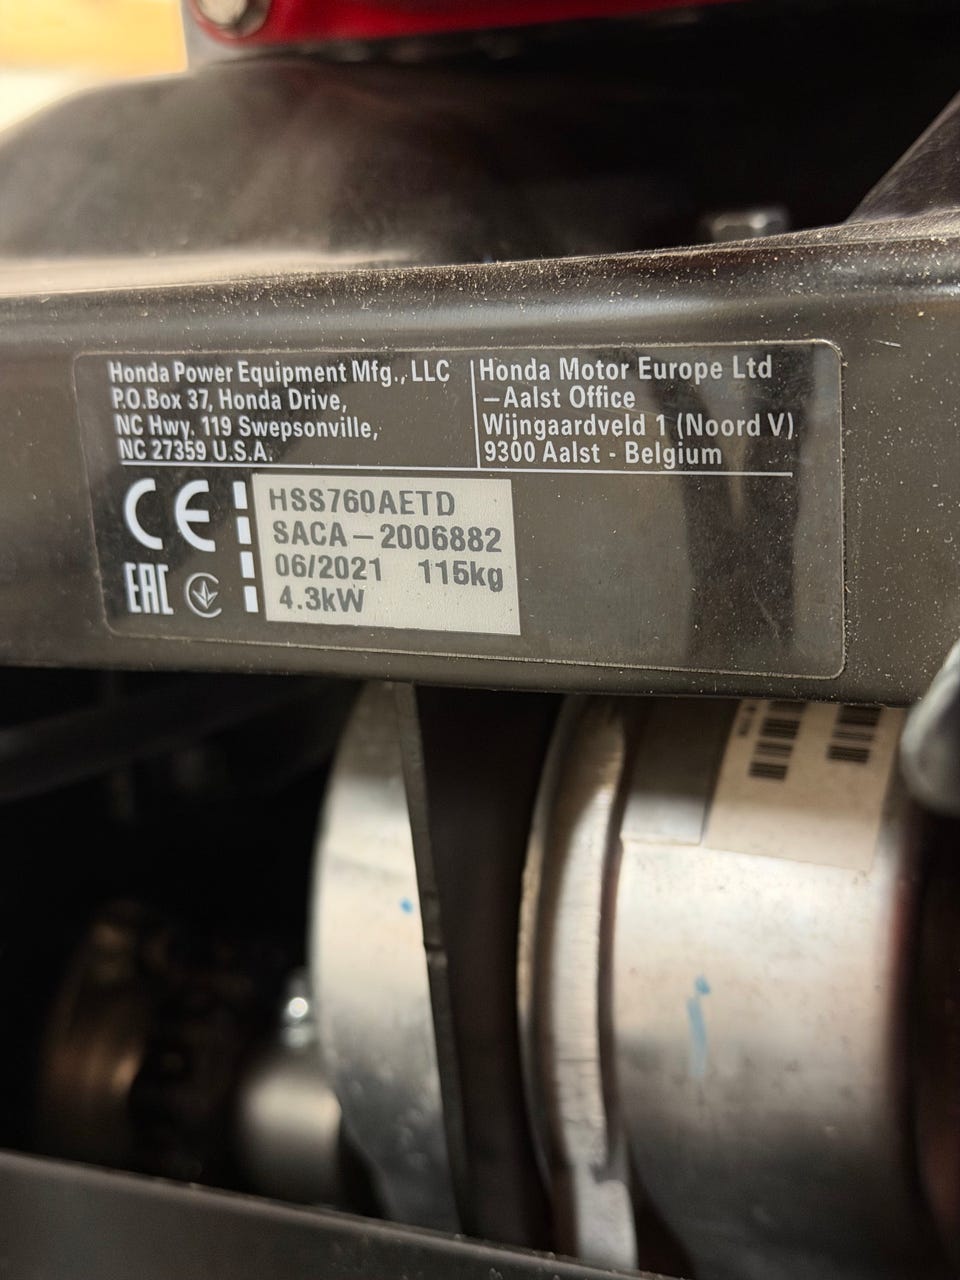 Honda Power Equipment Mfg., LLC
P.O.Box 37, Honda Drive,
NC Hwy. 119 Swepsonville,
NC 27359 U.S.A.
Honda Motor Europe Ltd
–Aalst Office
Wijngaardveld 1 (Noord V)
9300 Aalst - Belgium
CE
EAC
HSS760AETD
SACA–2006882
06/2021 115kg
4.3kW